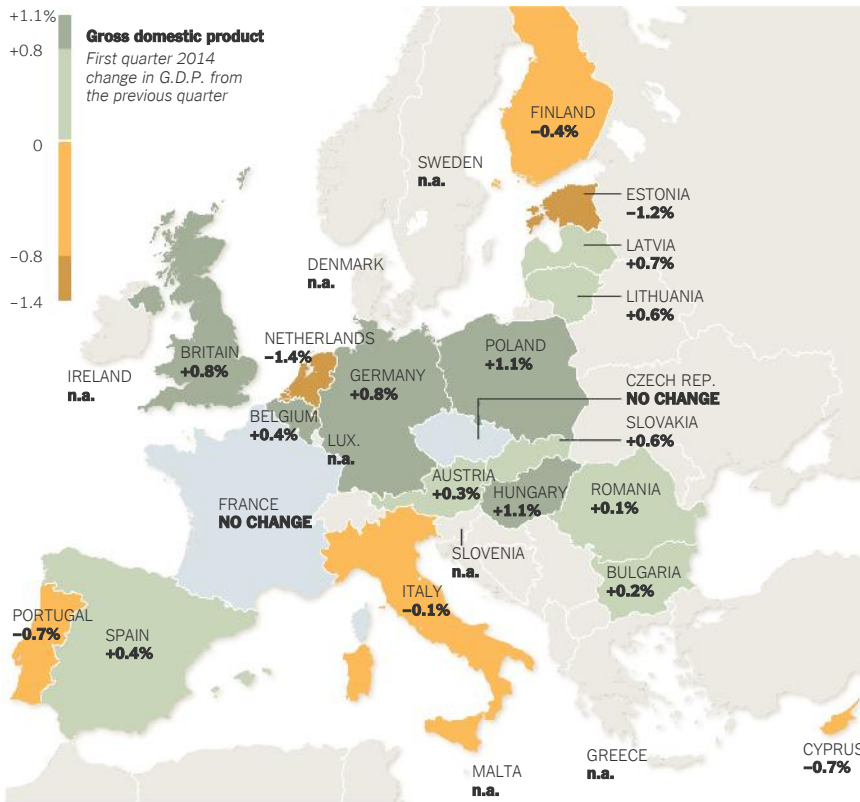 +1.1%
+0.8
0
−0.8
−1.4
Gross domestic product
First quarter 2014
change in G.D.P. from
the previous quarter
FINLAND
−0.4%
SWEDEN
n.a.
ESTONIA
−1.2%
LATVIA
+0.7%
LITHUANIA
+0.6%
DENMARK
n.a.
IRELAND
n.a.
BRITAIN
+0.8%
NETHERLANDS
−1.4%
GERMANY
+0.8%
POLAND
+1.1%
CZECH REP.
NO CHANGE
SLOVAKIA
+0.6%
BELGIUM
+0.4%
LUX.
n.a.
AUSTRIA
+0.3%
HUNGARY
+1.1%
ROMANIA
+0.1%
FRANCE
NO CHANGE
SLOVENIA
n.a.
BULGARIA
+0.2%
ITALY
−0.1%
PORTUGAL
−0.7%
SPAIN
+0.4%
MALTA
n.a.
GREECE
n.a.
CYPRUS
−0.7%